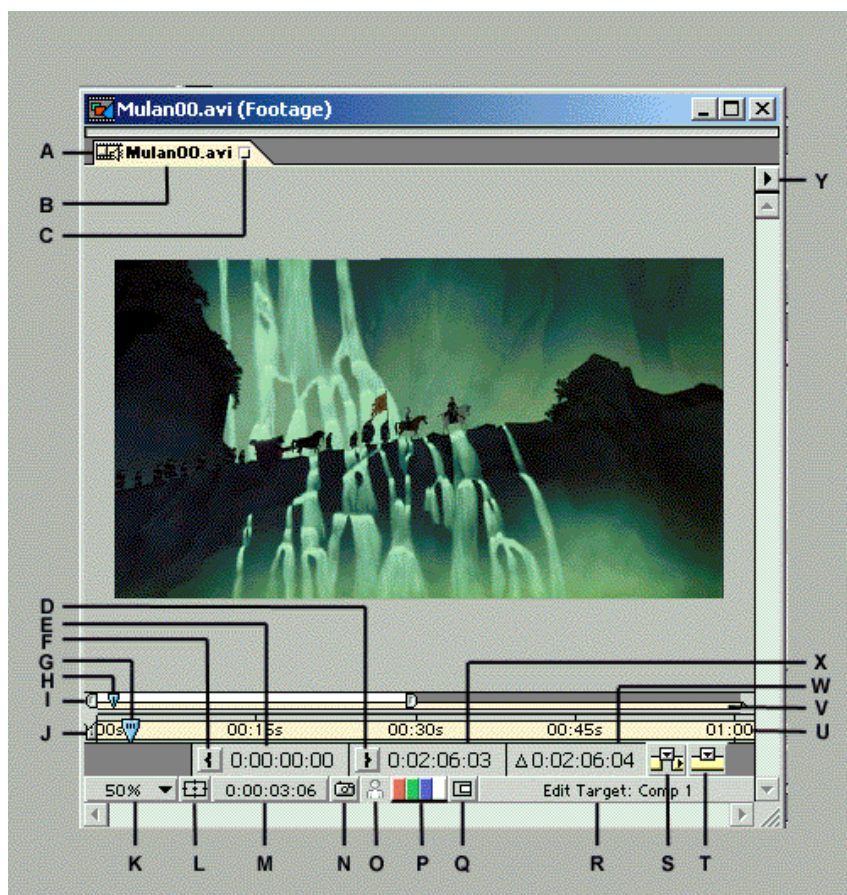 Mulan00.avi (Footage)
A
Mulan00.avi
B
C
Y
D
E
F
G
H
I
X
W
V
J
:00s 00:15s 00:30s 00:45s 01:00
U
0:00:00:00 0:02:06:03 Δ0:02:06:04
50% 0:00:03:06 Edit Target: Comp 1
K L M N O P Q R S T